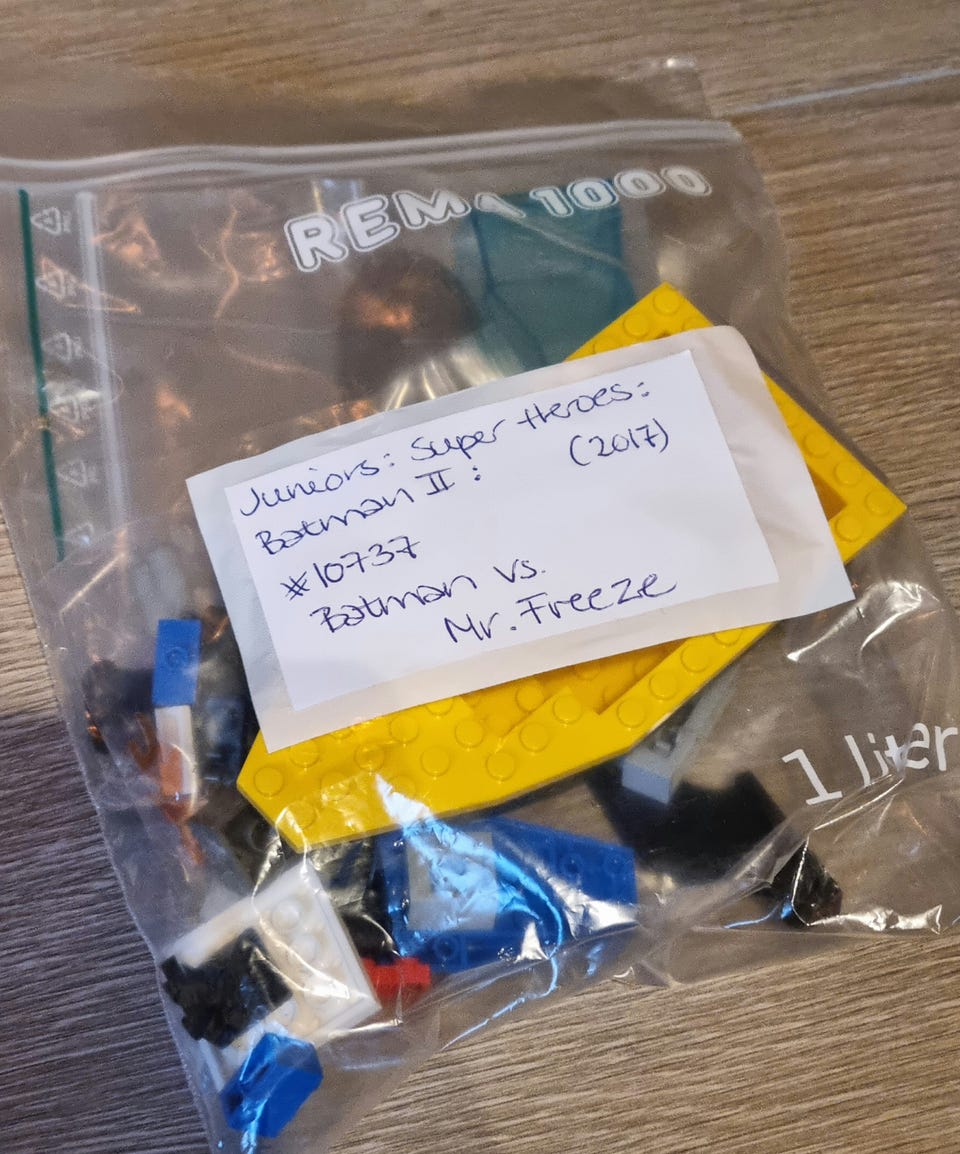 REMA 1000
Juniors: Super Heroes:
Batman II: (2017)
#10737
Batman vs.
Mr. Freeze
1 liter